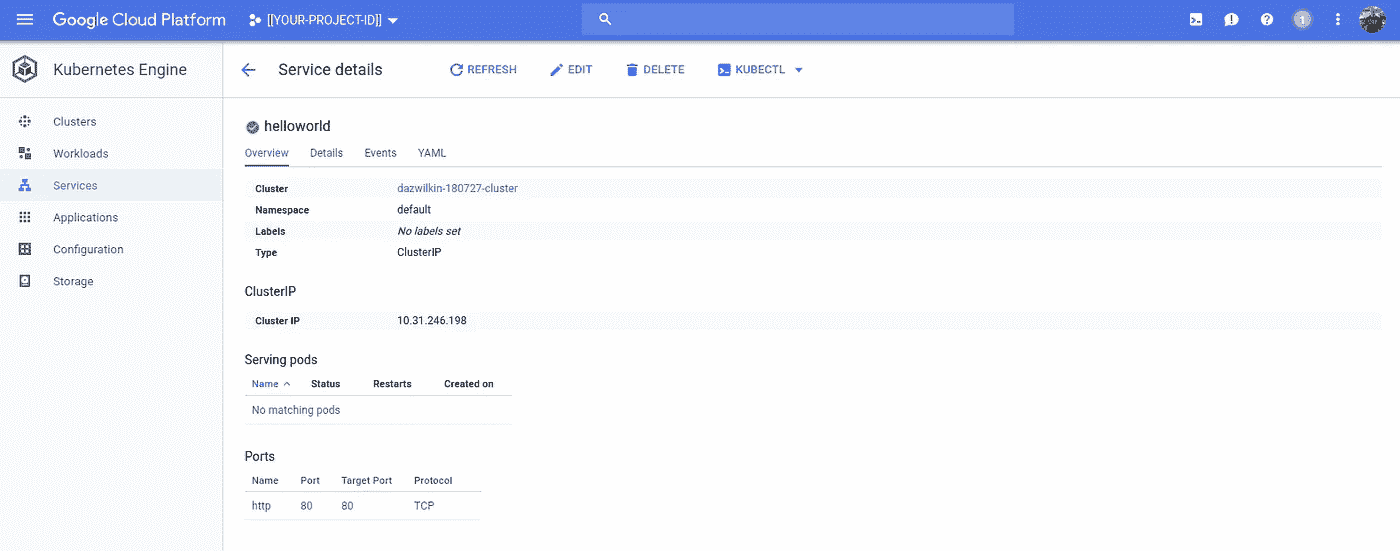 Google Cloud Platform [[YOUR-PROJECT-ID]] 1
Kubernetes Engine
Service details REFRESH EDIT DELETE KUBECTL
Clusters
Workloads
Services
Applications
Configuration
Storage
helloworld
Overview Details Events YAML
Cluster dazwilkin-180727-cluster
Namespace default
Labels No labels set
Type ClusterIP
ClusterIP
Cluster IP 10.31.246.198
Serving pods
Name Status Restarts Created on
No matching pods
Ports
Name Port Target Port Protocol
http 80 80 TCP